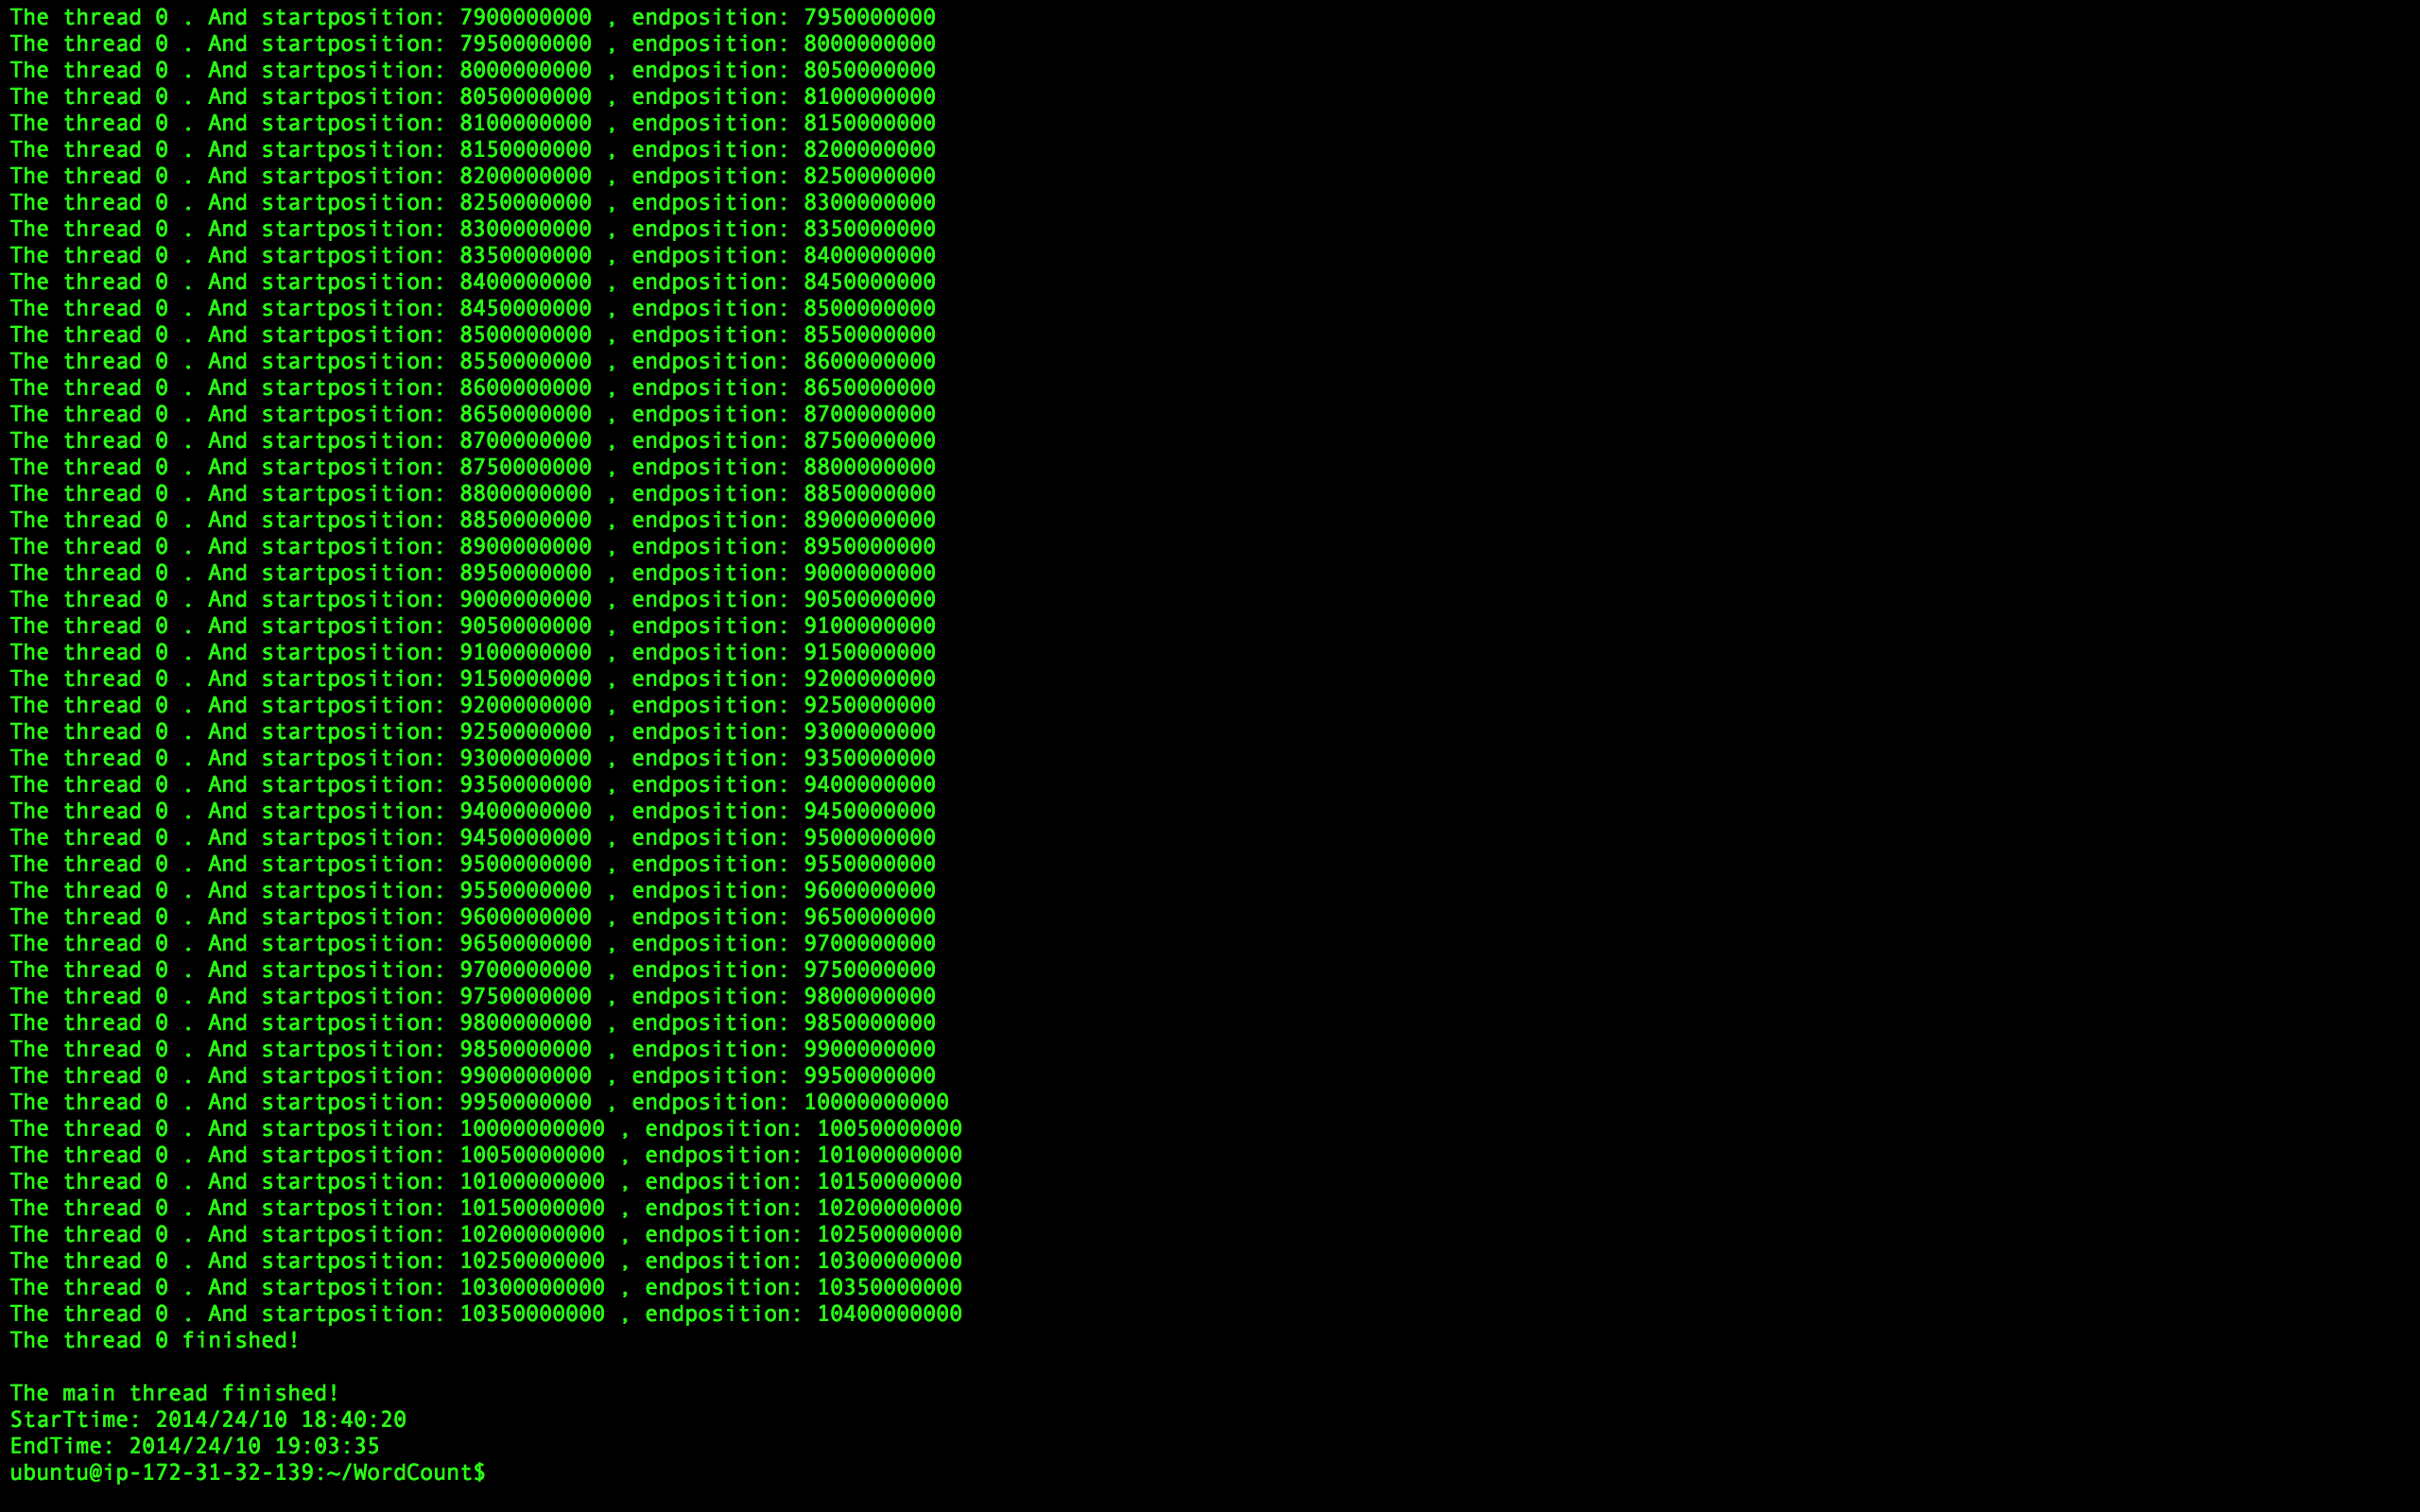 The thread 0 . And startposition: 7900000000 , endposition: 7950000000
The thread 0 . And startposition: 7950000000 , endposition: 8000000000
The thread 0 . And startposition: 8000000000 , endposition: 8050000000
The thread 0 . And startposition: 8050000000 , endposition: 8100000000
The thread 0 . And startposition: 8100000000 , endposition: 8150000000
The thread 0 . And startposition: 8150000000 , endposition: 8200000000
The thread 0 . And startposition: 8200000000 , endposition: 8250000000
The thread 0 . And startposition: 8250000000 , endposition: 8300000000
The thread 0 . And startposition: 8300000000 , endposition: 8350000000
The thread 0 . And startposition: 8350000000 , endposition: 8400000000
The thread 0 . And startposition: 8400000000 , endposition: 8450000000
The thread 0 . And startposition: 8450000000 , endposition: 8500000000
The thread 0 . And startposition: 8500000000 , endposition: 8550000000
The thread 0 . And startposition: 8550000000 , endposition: 8600000000
The thread 0 . And startposition: 8600000000 , endposition: 8650000000
The thread 0 . And startposition: 8650000000 , endposition: 8700000000
The thread 0 . And startposition: 8700000000 , endposition: 8750000000
The thread 0 . And startposition: 8750000000 , endposition: 8800000000
The thread 0 . And startposition: 8800000000 , endposition: 8850000000
The thread 0 . And startposition: 8850000000 , endposition: 8900000000
The thread 0 . And startposition: 8900000000 , endposition: 8950000000
The thread 0 . And startposition: 8950000000 , endposition: 9000000000
The thread 0 . And startposition: 9000000000 , endposition: 9050000000
The thread 0 . And startposition: 9050000000 , endposition: 9100000000
The thread 0 . And startposition: 9100000000 , endposition: 9150000000
The thread 0 . And startposition: 9150000000 , endposition: 9200000000
The thread 0 . And startposition: 9200000000 , endposition: 9250000000
The thread 0 . And startposition: 9250000000 , endposition: 9300000000
The thread 0 . And startposition: 9300000000 , endposition: 9350000000
The thread 0 . And startposition: 9350000000 , endposition: 9400000000
The thread 0 . And startposition: 9400000000 , endposition: 9450000000
The thread 0 . And startposition: 9450000000 , endposition: 9500000000
The thread 0 . And startposition: 9500000000 , endposition: 9550000000
The thread 0 . And startposition: 9550000000 , endposition: 9600000000
The thread 0 . And startposition: 9600000000 , endposition: 9650000000
The thread 0 . And startposition: 9650000000 , endposition: 9700000000
The thread 0 . And startposition: 9700000000 , endposition: 9750000000
The thread 0 . And startposition: 9750000000 , endposition: 9800000000
The thread 0 . And startposition: 9800000000 , endposition: 9850000000
The thread 0 . And startposition: 9850000000 , endposition: 9900000000
The thread 0 . And startposition: 9900000000 , endposition: 9950000000
The thread 0 . And startposition: 9950000000 , endposition: 10000000000
The thread 0 . And startposition: 10000000000 , endposition: 10050000000
The thread 0 . And startposition: 10050000000 , endposition: 10100000000
The thread 0 . And startposition: 10100000000 , endposition: 10150000000
The thread 0 . And startposition: 10150000000 , endposition: 10200000000
The thread 0 . And startposition: 10200000000 , endposition: 10250000000
The thread 0 . And startposition: 10250000000 , endposition: 10300000000
The thread 0 . And startposition: 10300000000 , endposition: 10350000000
The thread 0 . And startposition: 10350000000 , endposition: 10400000000
The thread 0 finished!

The main thread finished!
StarTtime: 2014/24/10 18:40:20
EndTime: 2014/24/10 19:03:35
ubuntu@ip-172-31-32-139:~/WordCount$